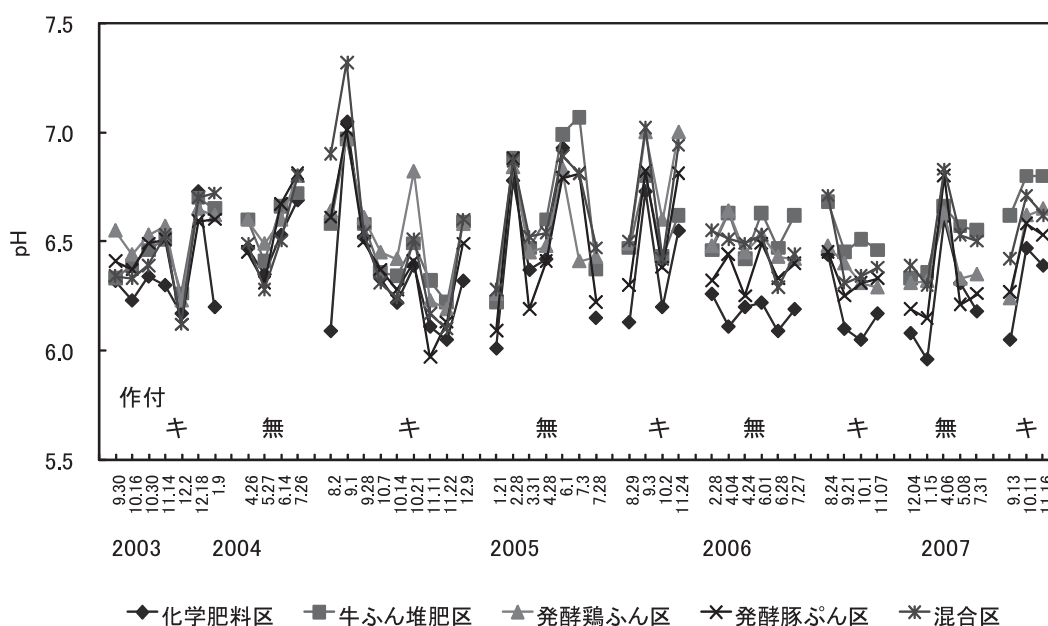 7.5
7.0
6.5
6.0
5.5
pH
作付
キ 無 キ 無 キ 無 キ 無 キ
9.30 10.16 10.30 11.14 12.2 12.18 1.9 4.26 5.27 6.14 7.26 8.2 9.1 9.28 10.7 10.14 10.21 11.11 11.22 12.9 1.21 2.28 3.31 4.28 6.1 7.3 7.28 8.29 9.3 10.2 11.24 2.28 4.04 4.24 6.01 6.28 7.27 8.24 9.21 10.1 11.07 12.04 1.15 4.06 5.08 7.31 9.13 10.11 11.16
2003 2004 2005 2006 2007
化学肥料区 牛ふん堆肥区 発酵鶏ふん区 発酵豚ぷん区 混合区